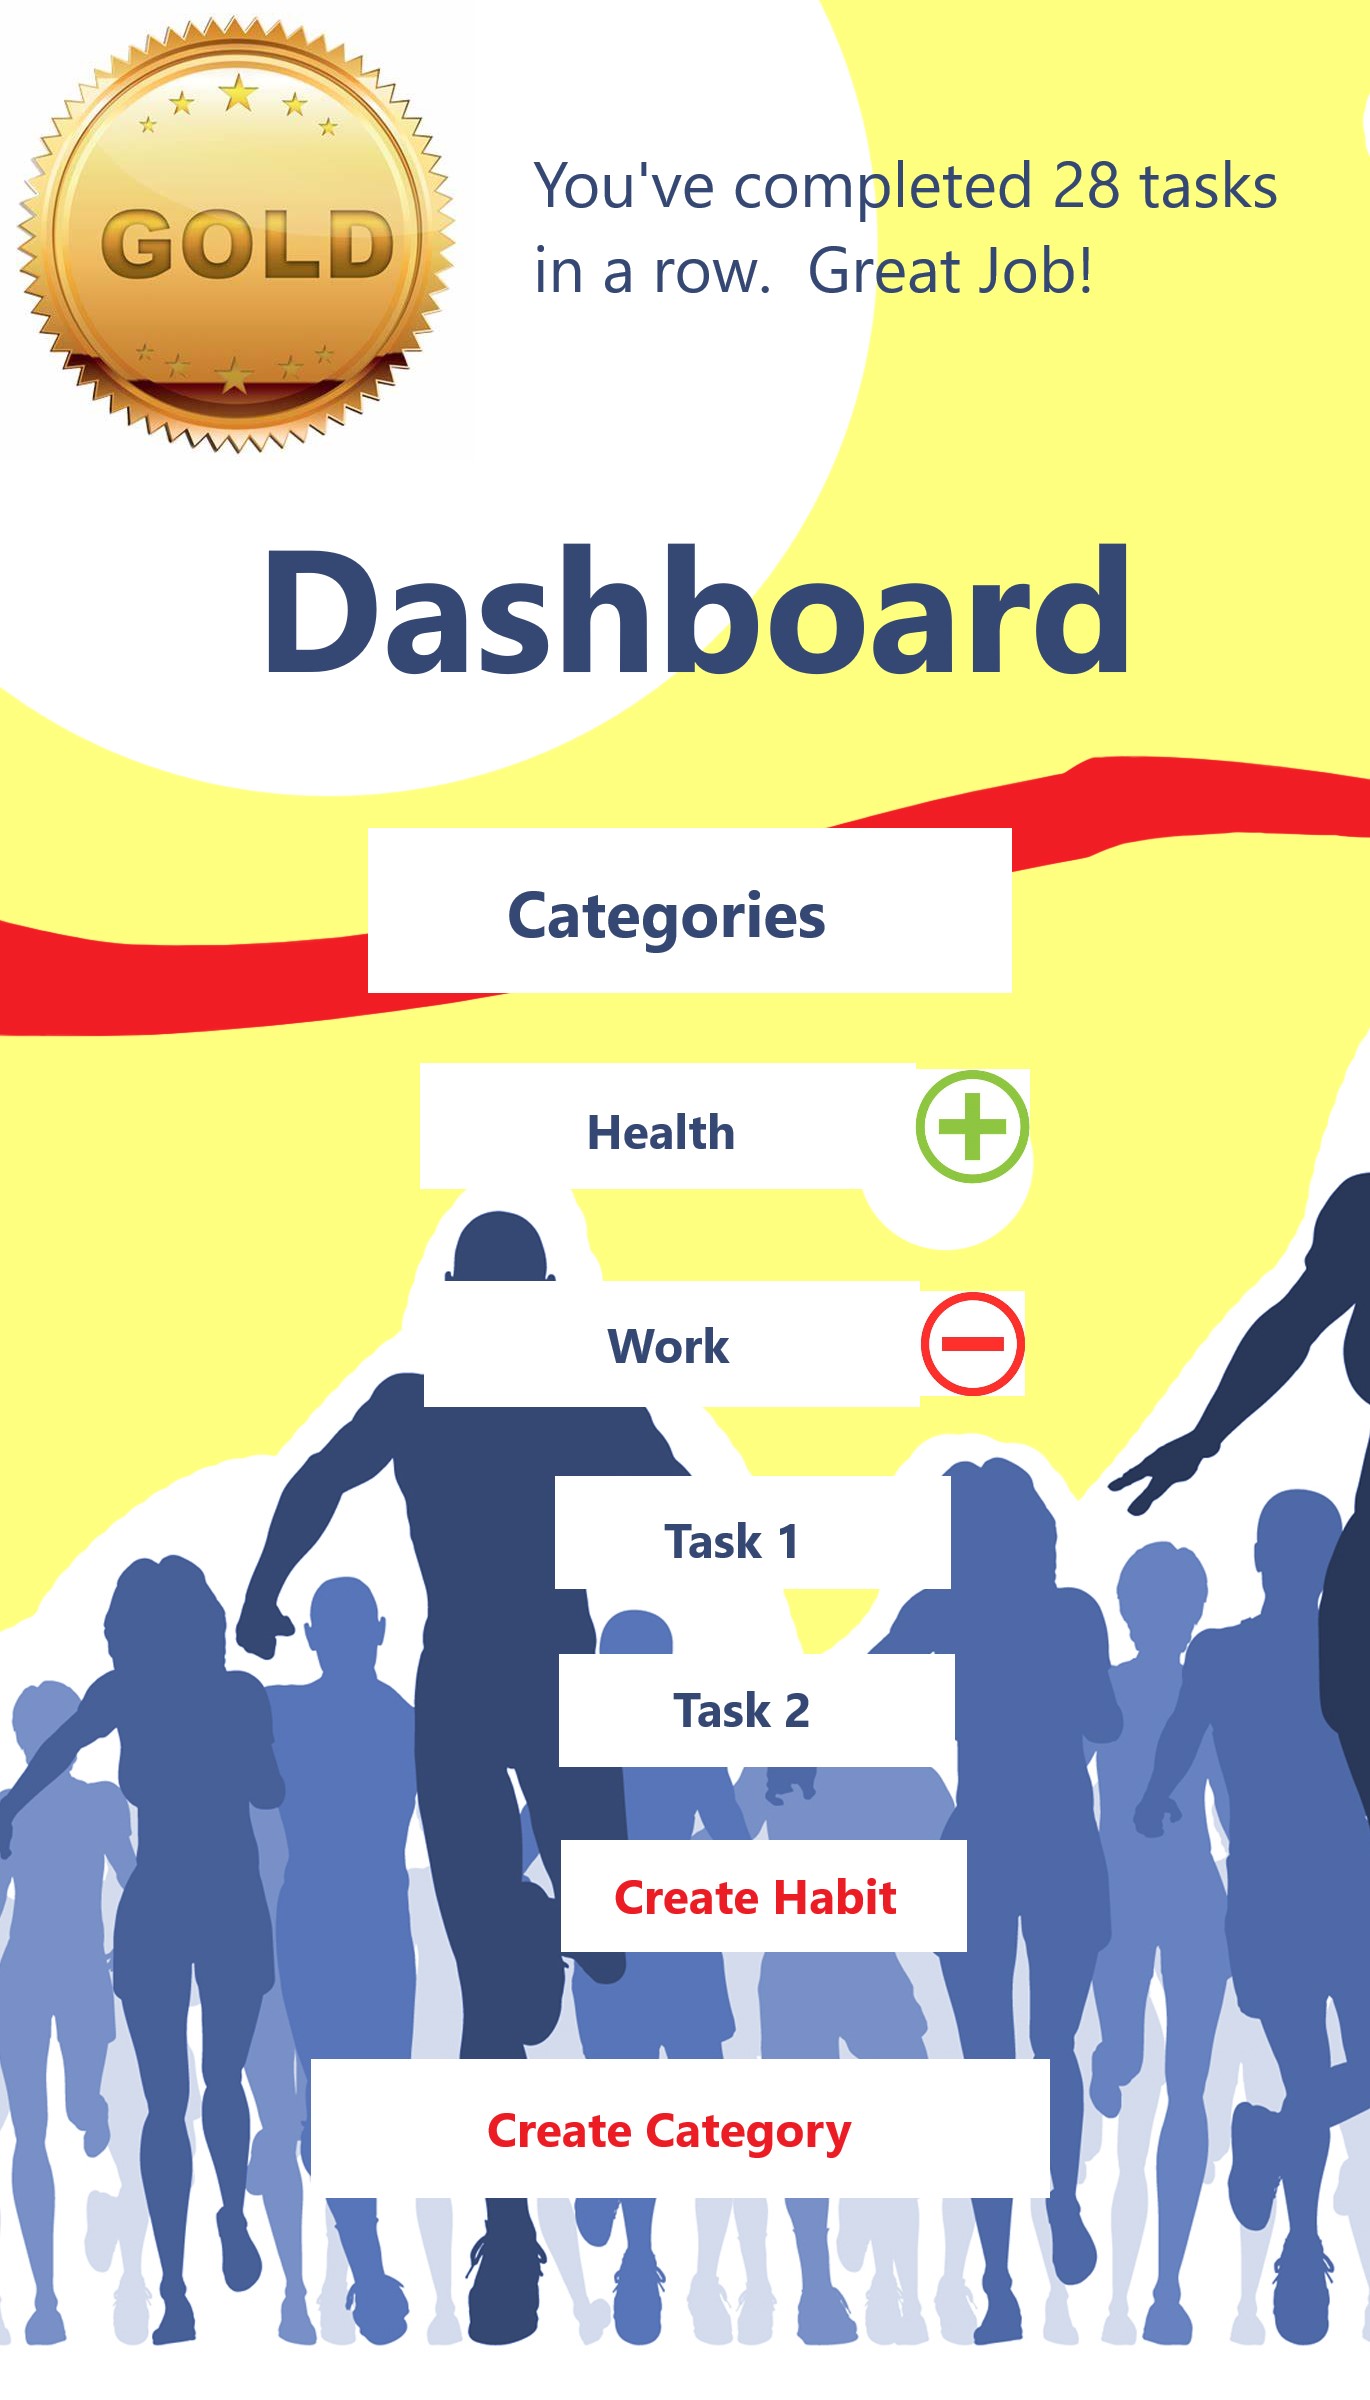 GOLD
You've completed 28 tasks
in a row.  Great Job!
Dashboard
Categories
Health
Work
Task 1
Task 2
Create Habit
Create Category